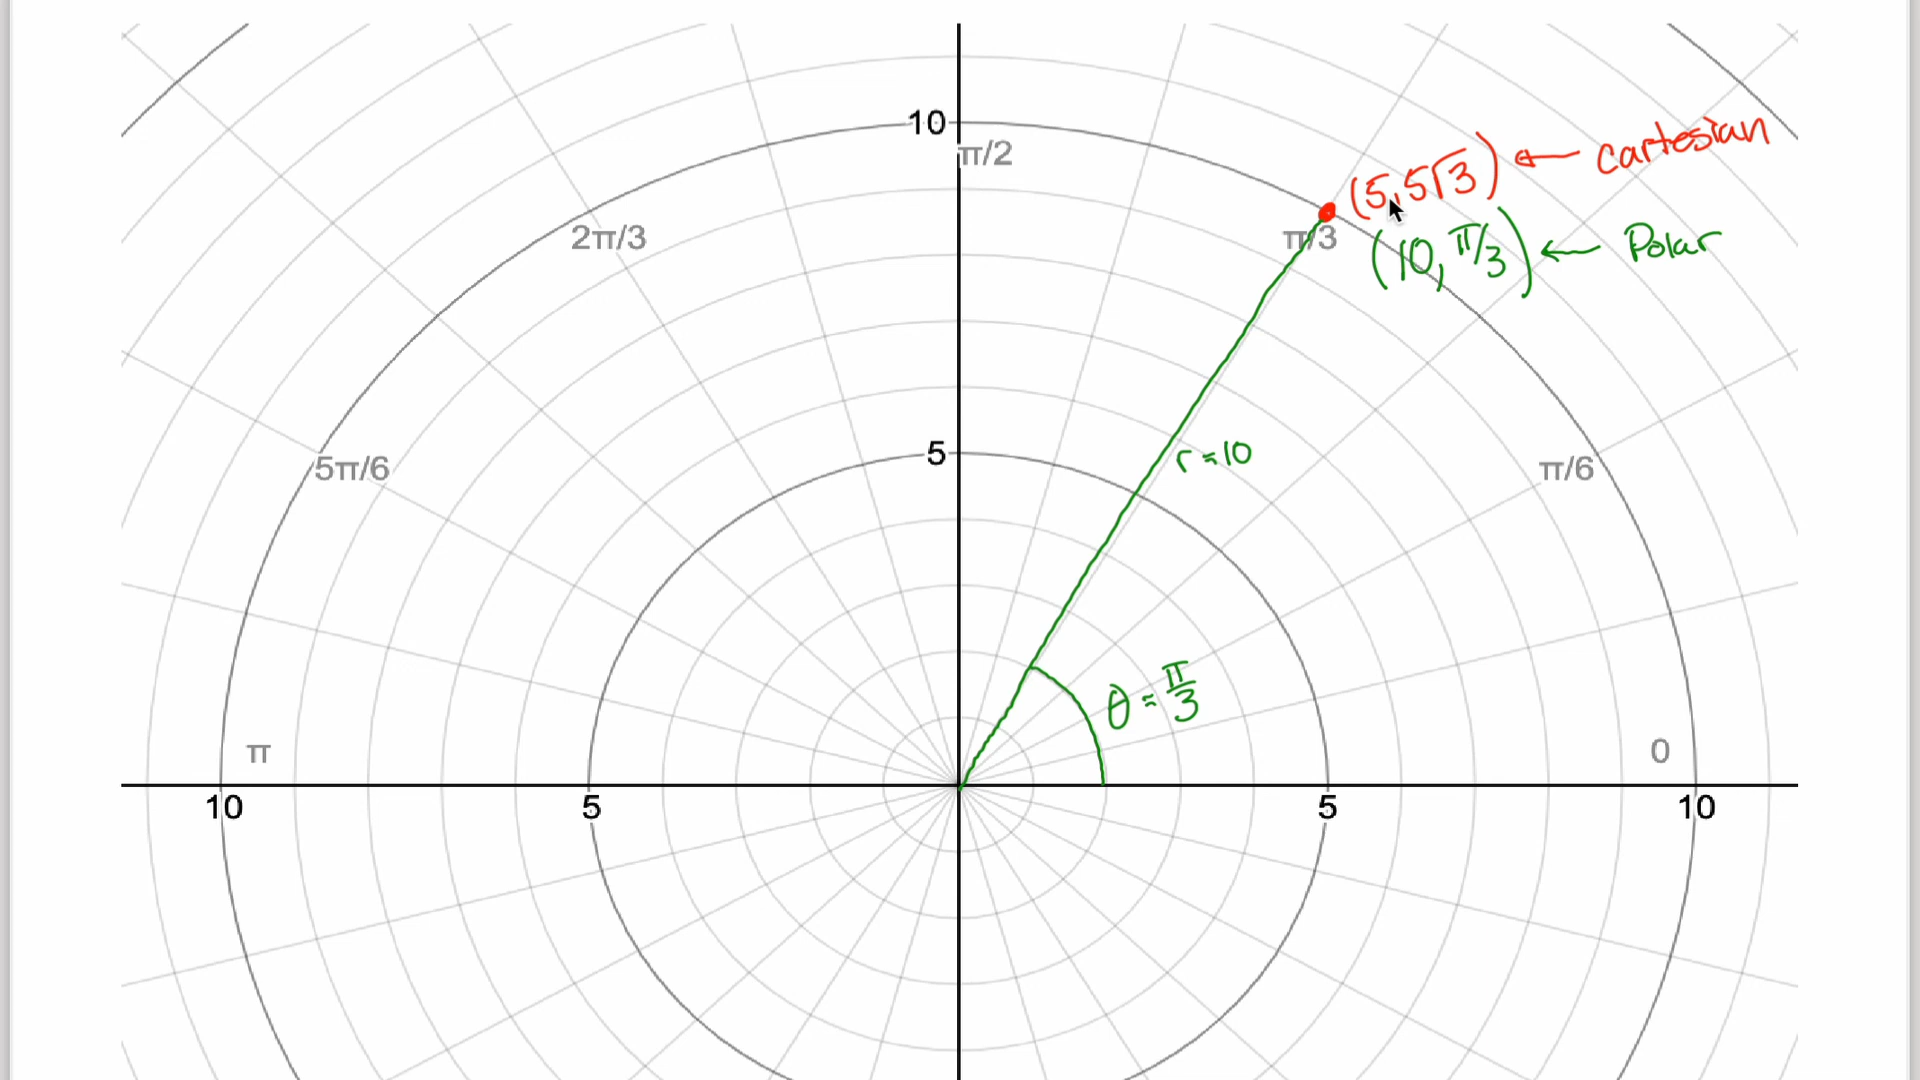 10
π/2
(5,5√3) ← Cartesian
2π/3
π/3
(10, π/3) ← Polar
5
r = 10
5π/6
π/6
θ = π/3
π
0
10
5
5
10